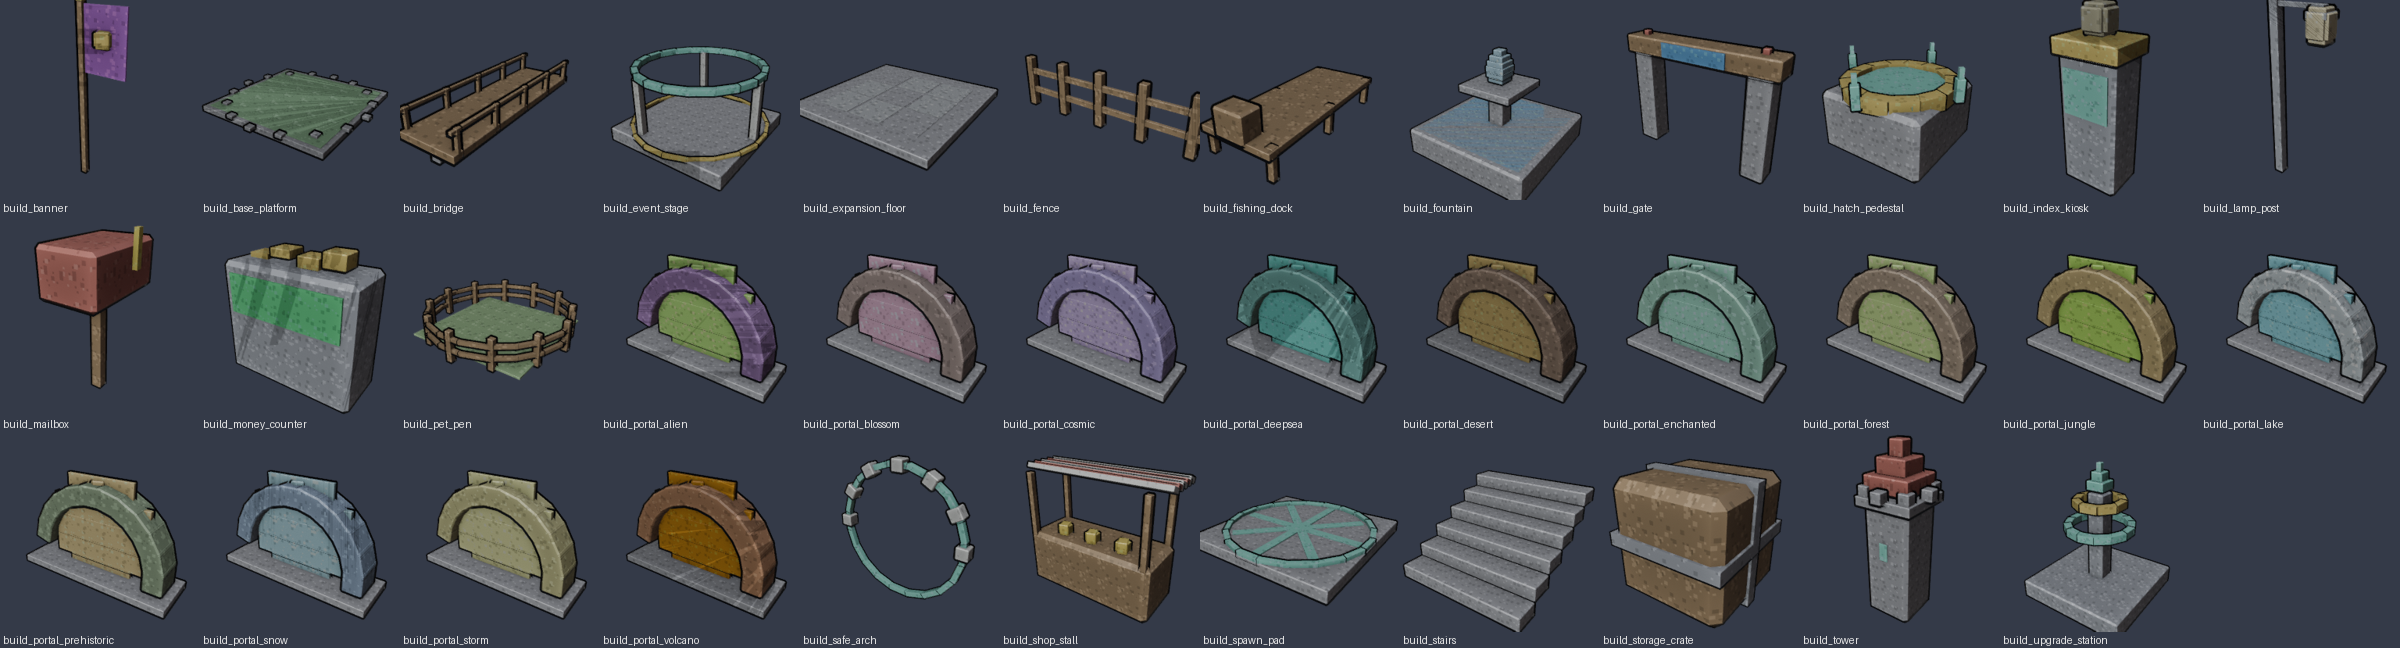 build_banner
build_base_platform
build_bridge
build_event_stage
build_expansion_floor
build_fence
build_fishing_dock
build_fountain
build_gate
build_hatch_pedestal
build_index_kiosk
build_lamp_post
build_mailbox
build_money_counter
build_pet_pen
build_portal_alien
build_portal_blossom
build_portal_cosmic
build_portal_deepsea
build_portal_desert
build_portal_enchanted
build_portal_forest
build_portal_jungle
build_portal_lake
build_portal_prehistoric
build_portal_snow
build_portal_storm
build_portal_volcano
build_safe_arch
build_shop_stall
build_spawn_pad
build_stairs
build_storage_crate
build_tower
build_upgrade_station